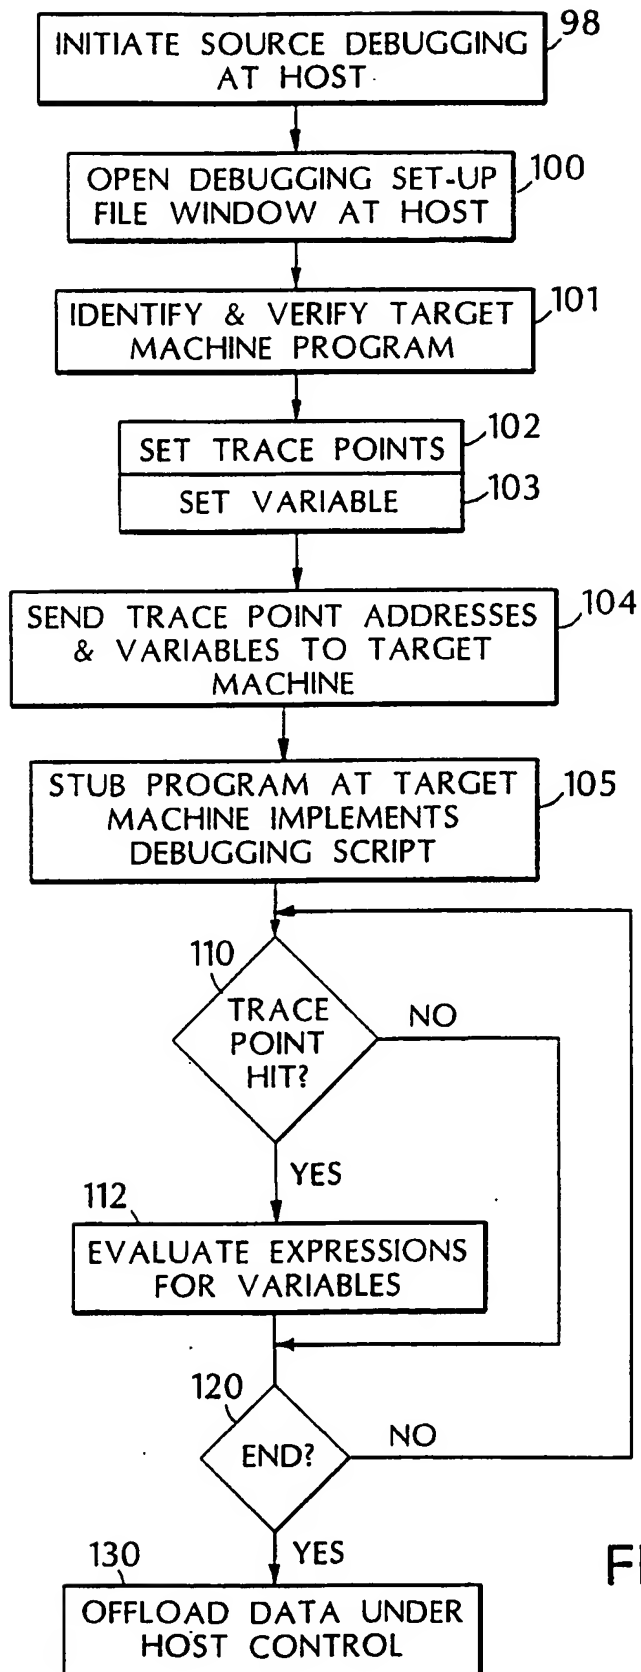 INITIATE SOURCE DEBUGGING
AT HOST
98
OPEN DEBUGGING SET-UP
FILE WINDOW AT HOST
100
IDENTIFY & VERIFY TARGET
MACHINE PROGRAM
101
SET TRACE POINTS
102
SET VARIABLE
103
SEND TRACE POINT ADDRESSES
& VARIABLES TO TARGET
MACHINE
104
STUB PROGRAM AT TARGET
MACHINE IMPLEMENTS
DEBUGGING SCRIPT
105
110
TRACE
POINT
HIT?
NO
YES
112
EVALUATE EXPRESSIONS
FOR VARIABLES
120
END?
NO
YES
130
OFFLOAD DATA UNDER
HOST CONTROL